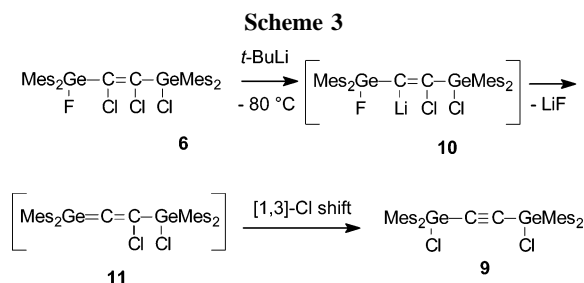 Scheme 3
Mes2Ge–C=C–GeMes2 t-BuLi Mes2Ge–C=C–GeMes2
F Cl Cl Cl - 80 °C F Li Cl Cl - LiF
6 10
Mes2Ge=C=C–GeMes2 [1,3]-Cl shift Mes2Ge–C≡C–GeMes2
Cl Cl Cl Cl
11 9